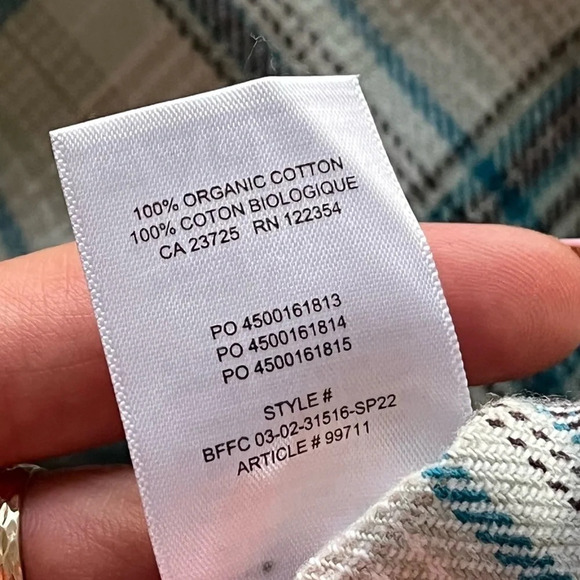 100% ORGANIC COTTON
100% COTON BIOLOGIQUE
CA 23725 RN 122354
PO 4500161813
PO 4500161814
PO 4500161815
STYLE #
BFFC 03-02-31516-SP22
ARTICLE # 99711